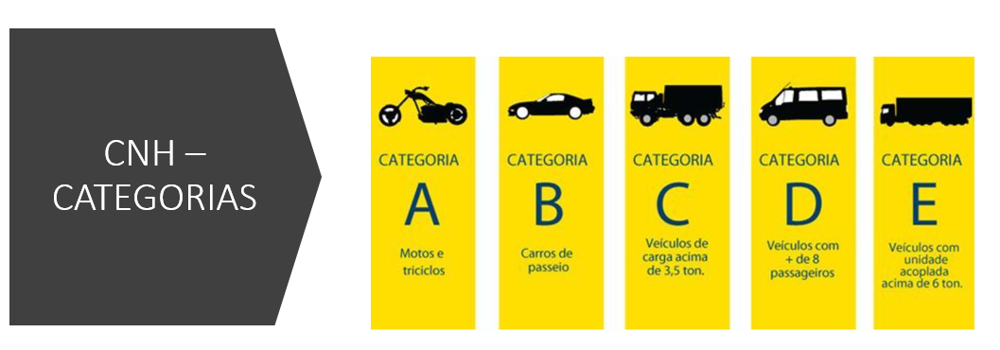 CNH –
CATEGORIAS
CATEGORIA
A
Motos e
triciclos
CATEGORIA
B
Carros de
passeio
CATEGORIA
C
Veículos de
carga acima
de 3,5 ton.
CATEGORIA
D
Veículos com
+ de 8
passageiros
CATEGORIA
E
Veículos com
unidade
acoplada
acima de 6 ton.